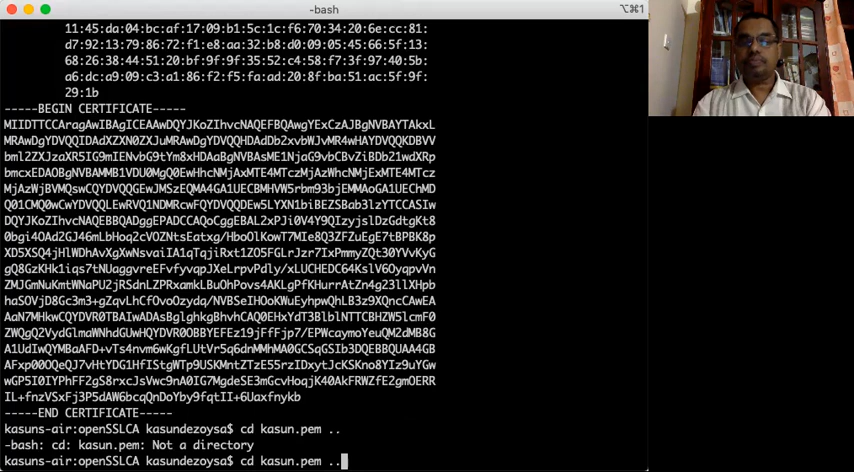 -bash
⌥⌘1
11:45:da:04:bc:af:17:09:b1:5c:1c:f6:70:34:20:6e:cc:81:
d7:92:13:79:86:72:f1:e8:aa:32:b8:d0:09:05:45:66:5f:13:
68:26:38:44:51:20:bf:9f:9f:35:52:c4:58:f7:3f:97:40:5b:
a6:dc:a9:09:c3:a1:86:f2:f5:fa:ad:20:8f:ba:51:ac:5f:9f:
29:1b
-----BEGIN CERTIFICATE-----
MIIDTTCCAragAwIBAgICEAAwDQYJKoZIhvcNAQEFBQAwgYExCzAJBgNVBAYTAkxL
MRAwDgYDVQQIDAdXZXN0ZXJuMRAwDgYDVQQHDAdDb2xvbWJvMR4wHAYDVQQKDBVV
bml2ZXJzaXR5IG9mIENvbG9tYm8xHDAaBgNVBAsME1NjaG9vbCBvZiBDb21wdXRp
bmcxEDAOBgNVBAMMB1VDU0MgQ0EwHhcNMjAxMTE4MTczMjAzWhcNMjExMTE4MTcz
MjAzWjBVMQswCQYDVQQGEwJMSzEQMA4GA1UECBMHVW5rbm93bjEMMAoGA1UEChMD
Q01CMQ0wCwYDVQQLEwRVQ1NDMRcwFQYDVQQDEw5LYXN1biBEZSBab3lzYTCCASIw
DQYJKoZIhvcNAQEBBQADggEPADCCAQoCggEBAL2xPJi0V4Y9QIzyjslDzGdtgKt8
0bgi4OAd2GJ46mLbHoq2cVOZNtsEatxg/HboOlKowT7MIe8Q3ZFZuEgE7tBPBK8p
XD5XSQ4jHlWDhAvXgXwNsvaiIA1qTqjiRxt1ZO5FGLrJzr7IxPmmyZQt30YVvKyG
gQ8GzKHk1iqs7tNUaggvreEFvfyvqpJXeLrpvPdly/xLUCHEDC64KslV6OyqpvVn
ZMJGmNuKmtWNaPU2jRSdnLZPRxamkLBuOhPovs4AKLgPfKHurrAtZn4g23llXHpb
haSOVjD8Gc3m3+gZqvLhCfOvoOzydq/NVBSeIHOoKWuEyhpwQhLB3z9XQncCAwEA
AaN7MHkwCQYDVR0TBAIwADAsBglghkgBhvhCAQ0EHxYdT3BlblNTTCBHZW5lcmF0
ZWQgQ2VydGlmaWNhdGUwHQYDVR0OBBYEFEz19jFfFjp7/EPWcaymoYeuQM2dMB8G
A1UdIwQYMBaAFD+vTs4nvm6wKgfLUtVr5q6dnMMhMA0GCSqGSIb3DQEBBQUAA4GB
AFxp00OQeQJ7vHtYDG1HfIStgWTp9USKMntZTzE55rzIDxytJcKSKno8YIz9uYGw
wGP5I0IYPhFF2gS8rxcJsVwc9nA0IG7MgdeSE3mGcvHoqjK40AkFRWZfE2gmOERR
IL+fnzVSxFj3P5dAW6bcqQnDoYby9fqtII+6Uaxfnykb
-----END CERTIFICATE-----
kasuns-air:openSSLCA kasundezoysa$ cd kasun.pem ..
-bash: cd: kasun.pem: Not a directory
kasuns-air:openSSLCA kasundezoysa$ cd kasun.pem ..